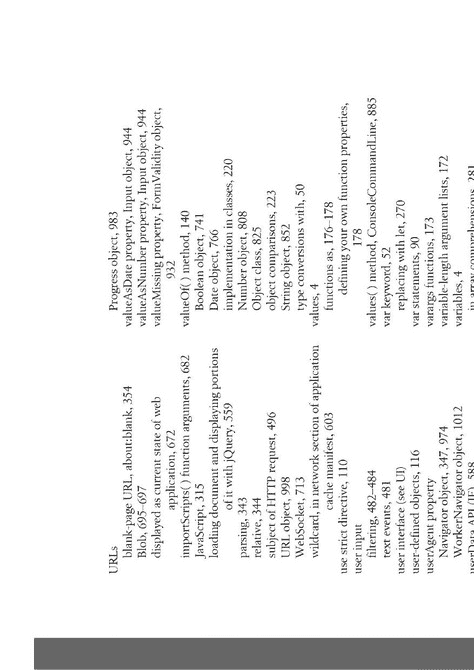 URLs
blank-page URL, about:blank, 354
Blob, 695–697
displayed as current state of web
application, 672
importScripts( ) function arguments, 682
JavaScript, 315
loading document and displaying portions
of it with jQuery, 559
parsing, 343
relative, 344
subject of HTTP request, 496
URL object, 998
WebSocket, 713
wildcard, in network section of application
cache manifest, 603
use strict directive, 110
user input
filtering, 482–484
text events, 481
user interface (see UI)
user-defined objects, 116
userAgent property
Navigator object, 347, 974
WorkerNavigator object, 1012
userData API (IE), 588
Progress object, 983
valueAsDate property, Input object, 944
valueAsNumber property, Input object, 944
valueMissing property, FormValidity object,
932
valueOf( ) method, 140
Boolean object, 741
Date object, 766
implementation in classes, 220
Number object, 808
Object class, 825
object comparisons, 223
String object, 852
type conversions with, 50
values, 4
functions as, 176–178
defining your own function properties,
178
values( ) method, ConsoleCommandLine, 885
var keyword, 52
replacing with let, 270
var statements, 90
varargs functions, 173
variable-length argument lists, 172
variables, 4
in array comprehensions, 281